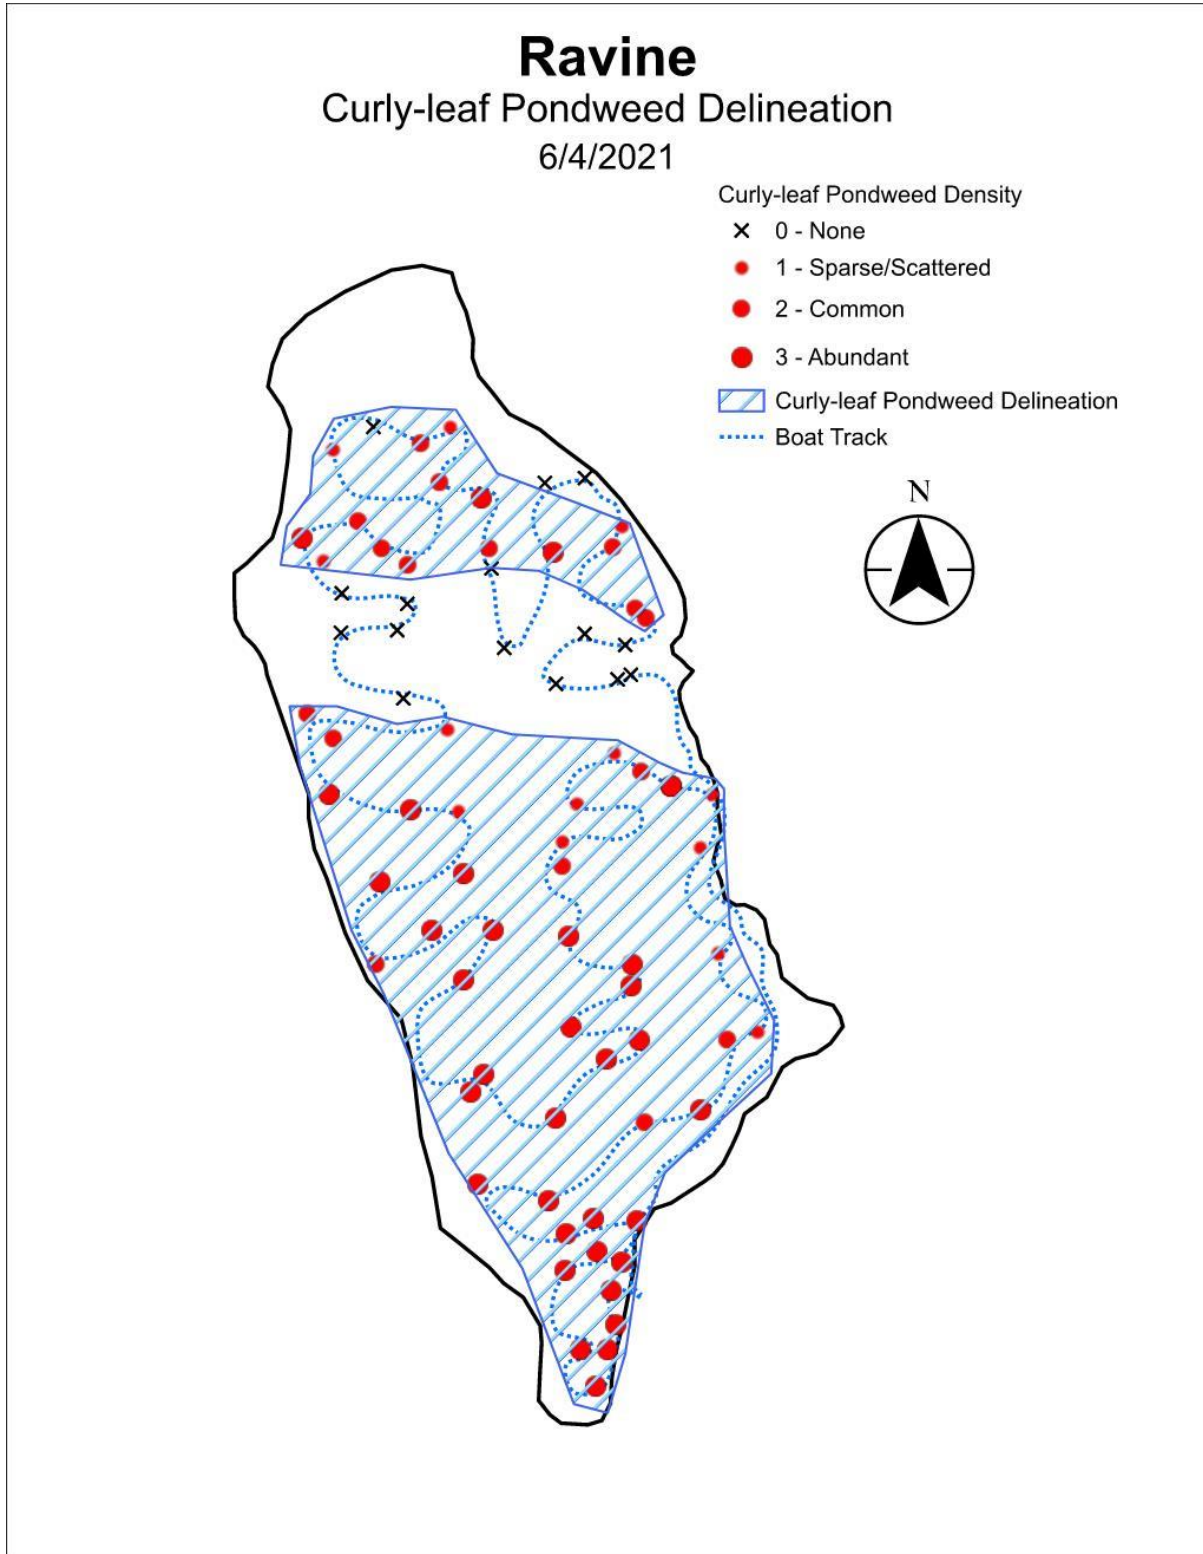 Ravine
Curly-leaf Pondweed Delineation
6/4/2021
Curly-leaf Pondweed Density
0 - None
1 - Sparse/Scattered
2 - Common
3 - Abundant
Curly-leaf Pondweed Delineation
Boat Track
N